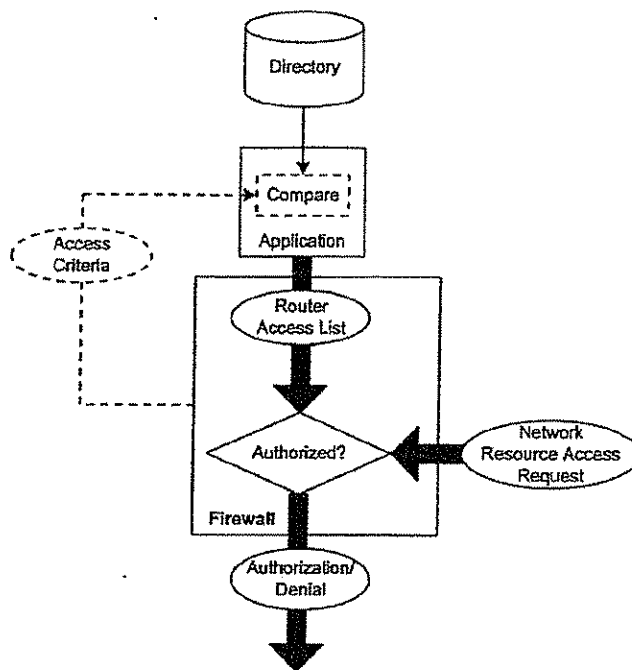 Directory
Compare
Application
Access
Criteria
Router
Access List
Authorized?
Network
Resource Access
Request
Firewall
Authorization/
Denial